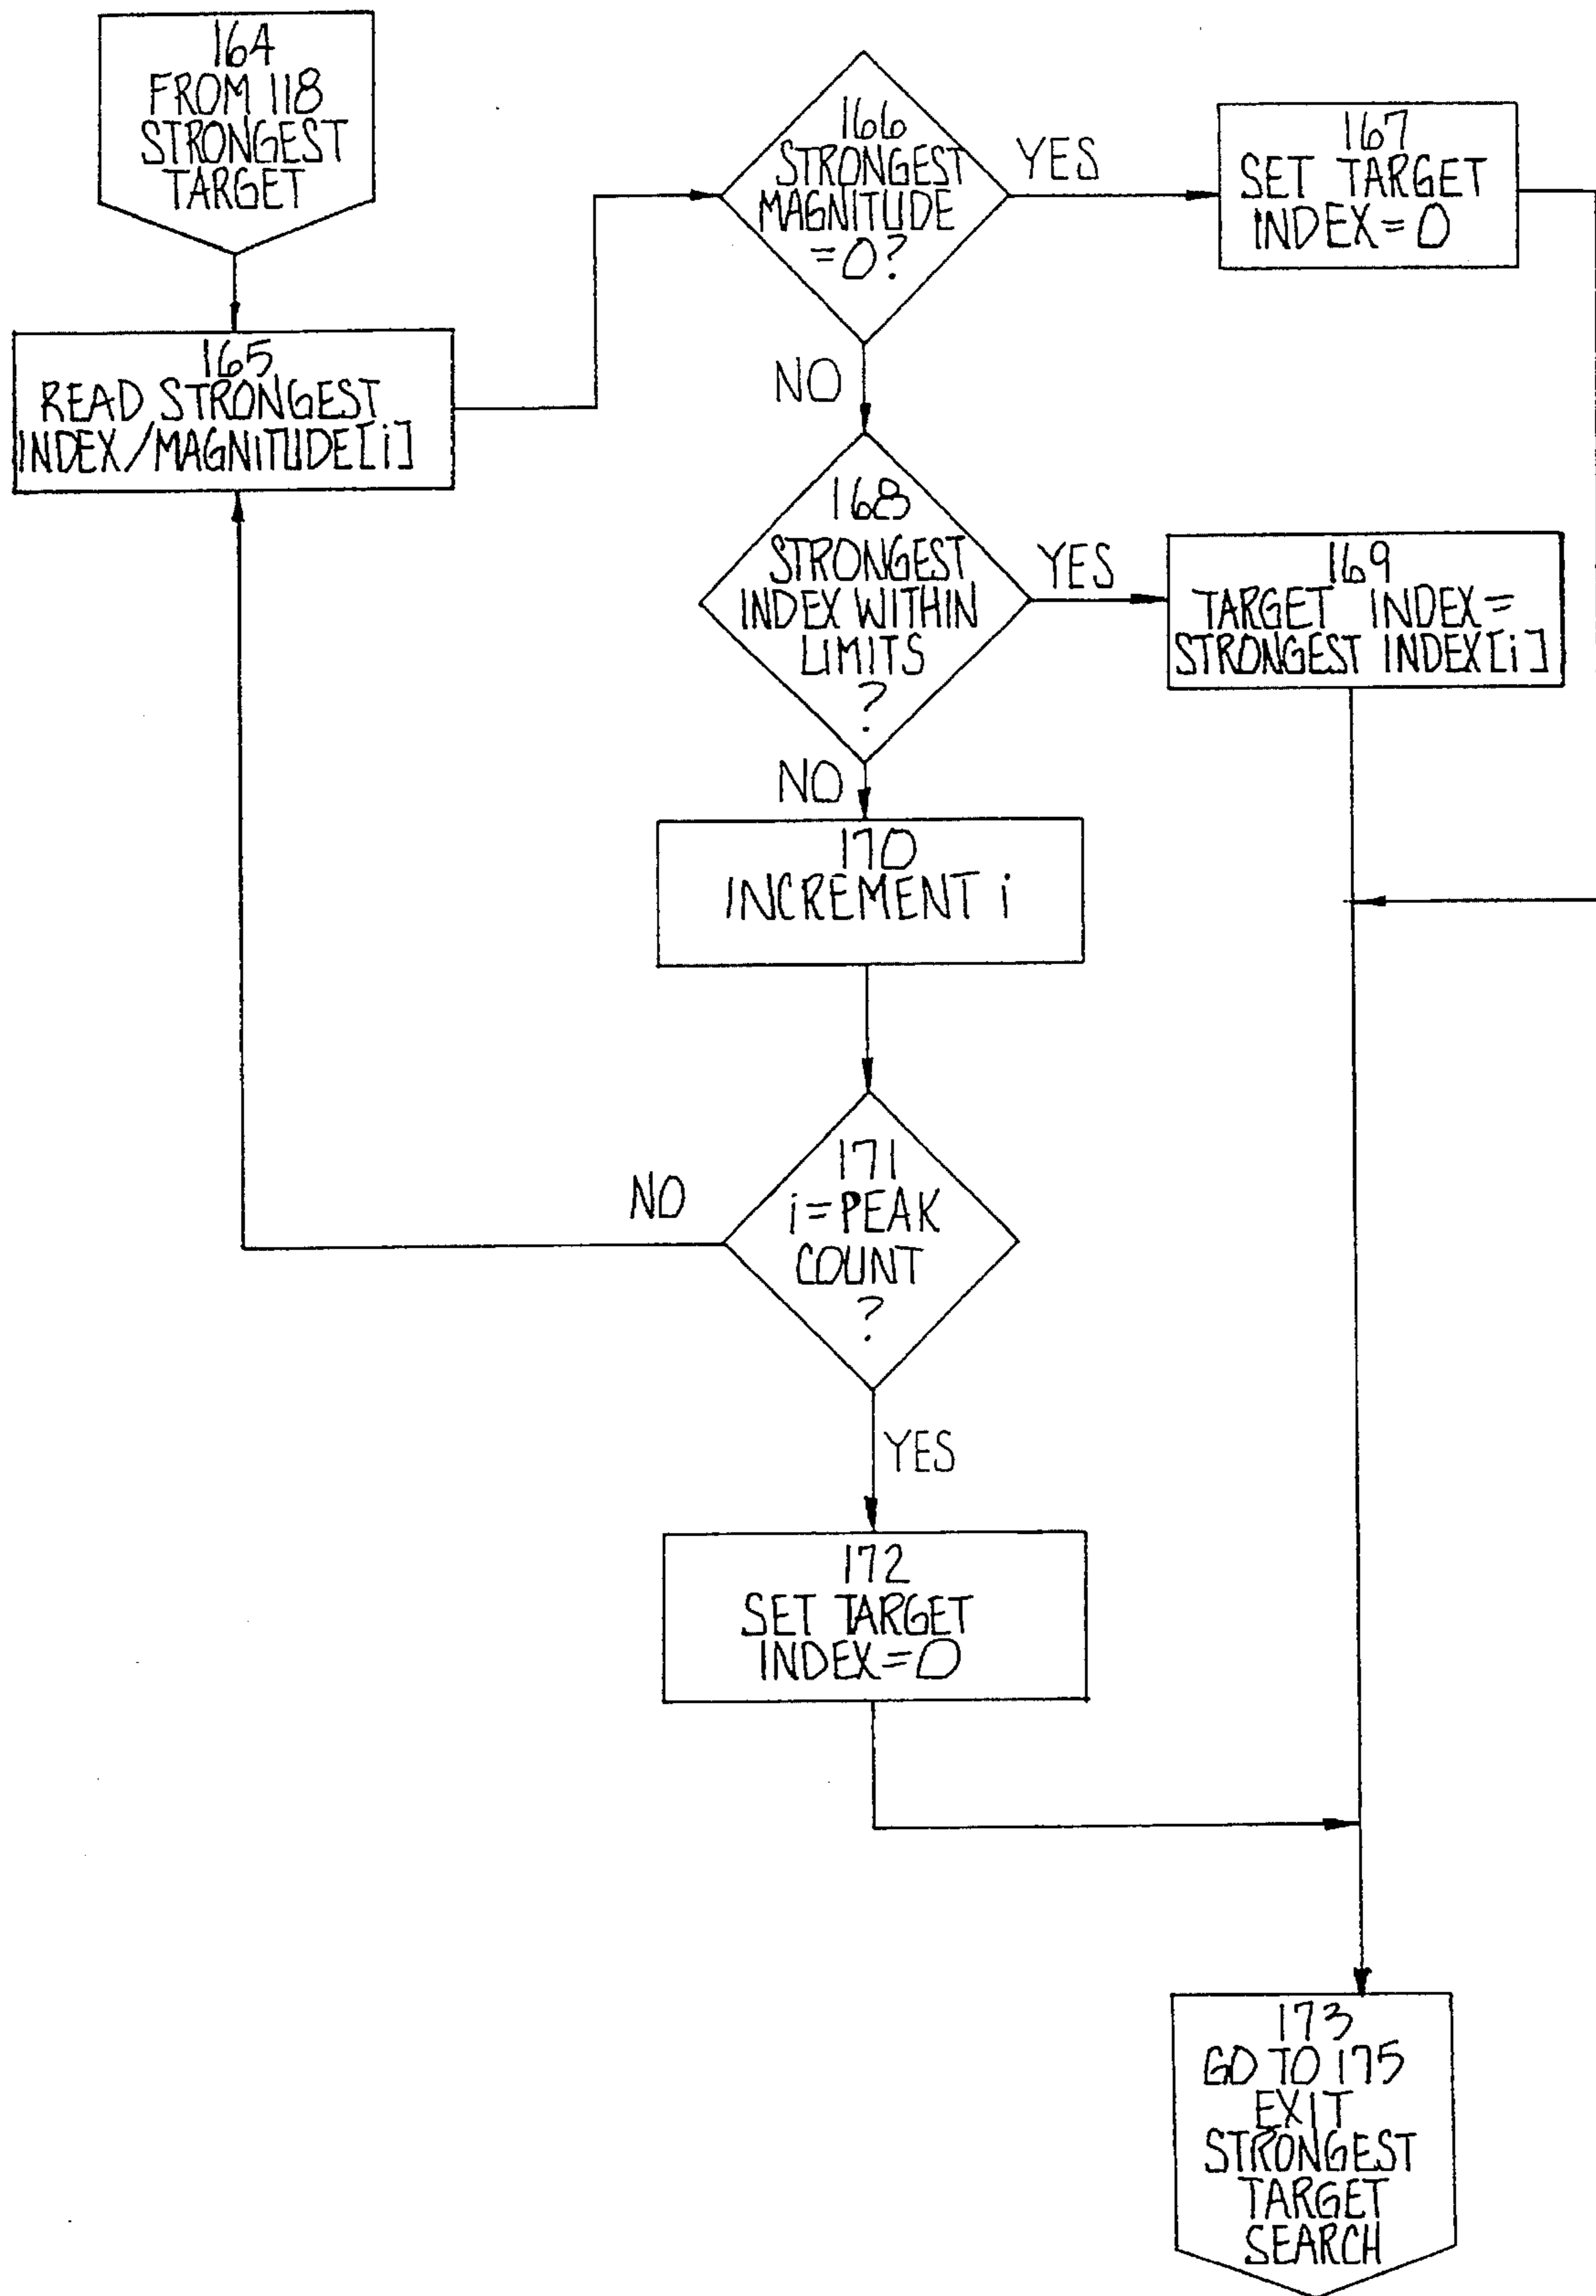 164
FROM 118
STRONGEST
TARGET
165
READ STRONGEST
INDEX/MAGNITUDE[i]
166
STRONGEST
MAGNITUDE
=0?
YES
167
SET TARGET
INDEX=0
NO
168
STRONGEST
INDEX WITHIN
LIMITS
?
YES
169
TARGET INDEX=
STRONGEST INDEX[i]
NO
170
INCREMENT i
171
i=PEAK
COUNT
?
NO
YES
172
SET TARGET
INDEX=0
173
GO TO 175
EXIT
STRONGEST
TARGET
SEARCH